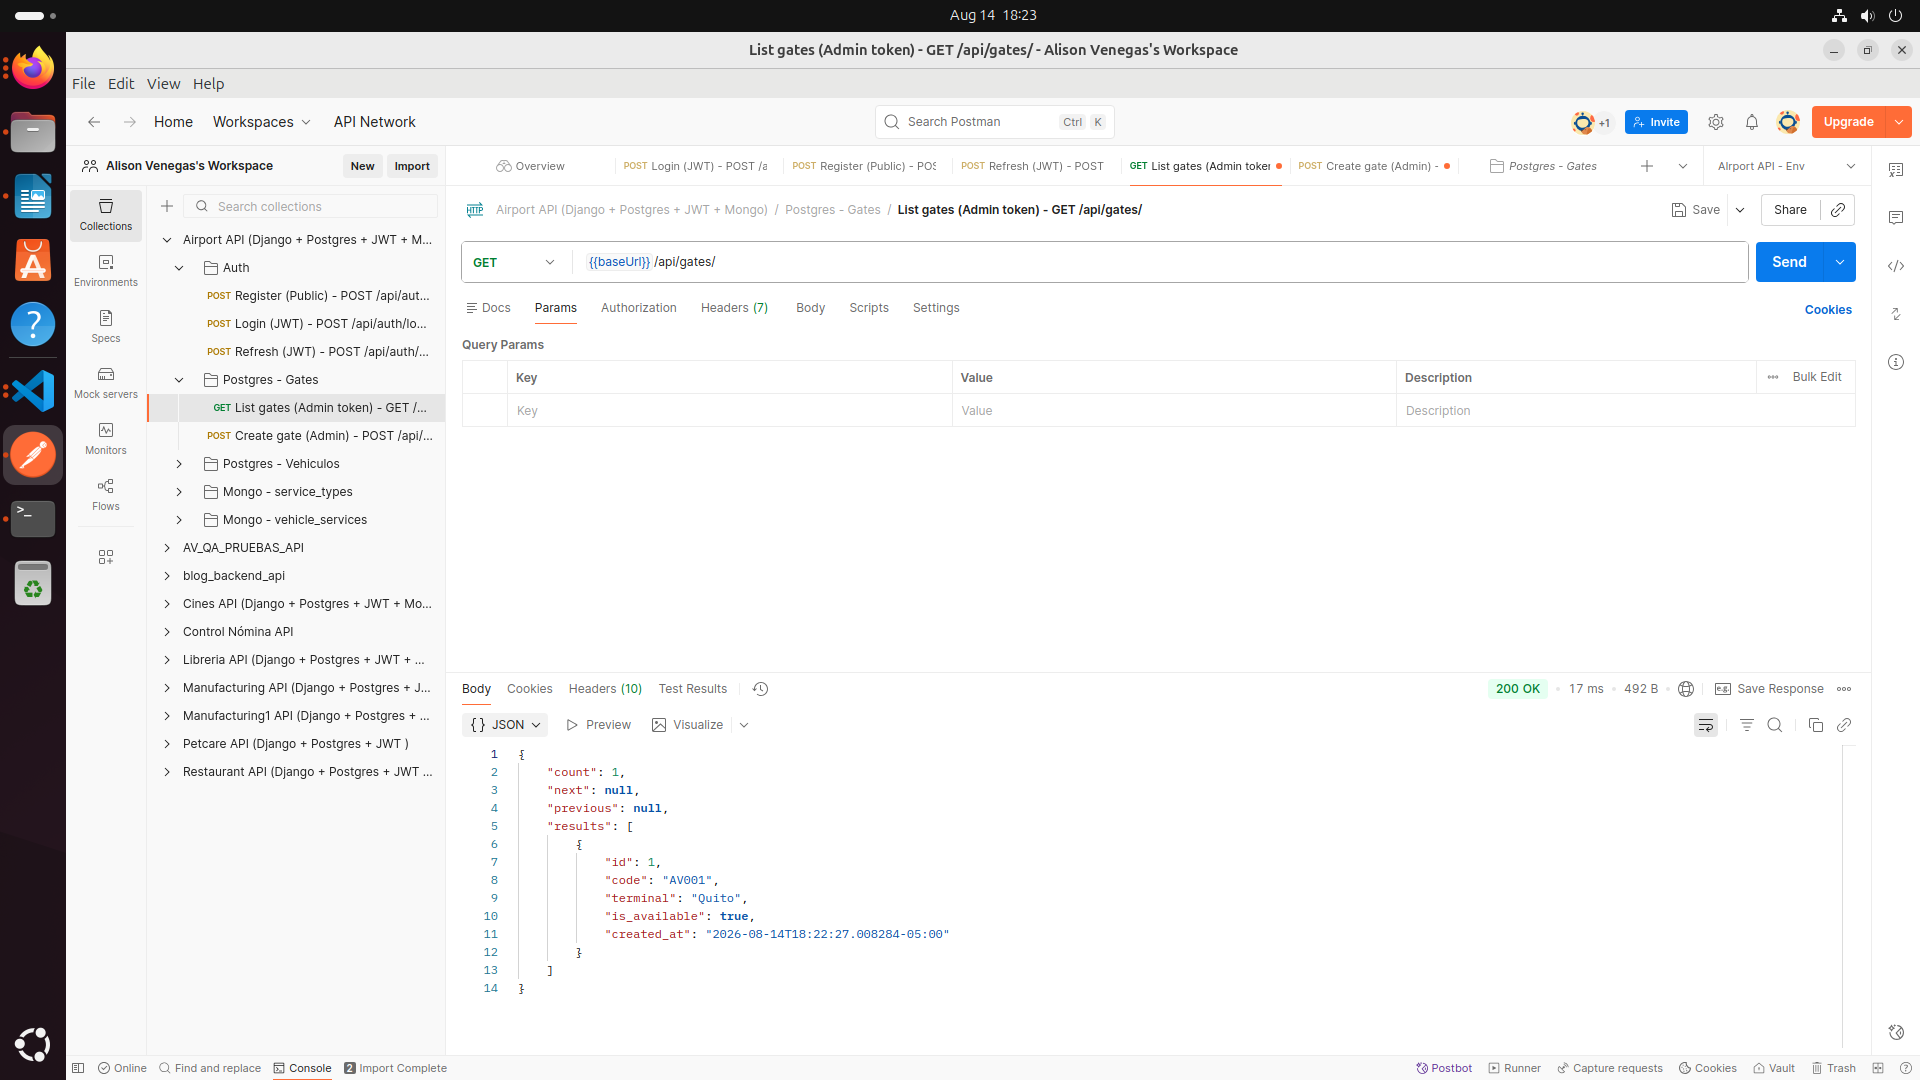 Aug 14 18:23
List gates (Admin token) - GET /api/gates/ - Alison Venegas's Workspace
File Edit View Help
Home Workspaces API Network
Search Postman Ctrl K
+1 Invite Upgrade
Alison Venegas's Workspace New Import
Overview
POST Login (JWT) - POST /a
POST Register (Public) - POS
POST Refresh (JWT) - POST
GET List gates (Admin token
POST Create gate (Admin) -
Postgres - Gates
AIrport API - Env
Collections
Environments
Specs
Mock servers
Monitors
Flows
Search collections
Airport API (Django + Postgres + JWT + M...
Auth
POST Register (Public) - POST /api/aut...
POST Login (JWT) - POST /api/auth/lo...
POST Refresh (JWT) - POST /api/auth/...
Postgres - Gates
GET List gates (Admin token) - GET /...
POST Create gate (Admin) - POST /api/...
Postgres - Vehiculos
Mongo - service_types
Mongo - vehicle_services
AV_QA_PRUEBAS_API
blog_backend_api
Cines API (Django + Postgres + JWT + Mo...
Control Nómina API
Libreria API (Django + Postgres + JWT + ...
Manufacturing API (Django + Postgres + J...
Manufacturing1 API (Django + Postgres + ...
Petcare API (Django + Postgres + JWT )
Restaurant API (Django + Postgres + JWT ...
HTTP Airport API (Django + Postgres + JWT + Mongo) / Postgres - Gates / List gates (Admin token) - GET /api/gates/
Save Share
GET {{baseUrl}} /api/gates/ Send
Docs Params Authorization Headers (7) Body Scripts Settings Cookies
Query Params
Key Value Description Bulk Edit
Key Value Description
Body Cookies Headers (10) Test Results
200 OK 17 ms 492 B e.g. Save Response
{} JSON Preview Visualize
1 {
2 "count": 1,
3 "next": null,
4 "previous": null,
5 "results": [
6 {
7 "id": 1,
8 "code": "AV001",
9 "terminal": "Quito",
10 "is_available": true,
11 "created_at": "2026-08-14T18:22:27.008284-05:00"
12 }
13 ]
14 }
Online Find and replace Console 2 Import Complete
Postbot Runner Capture requests Cookies Vault Trash